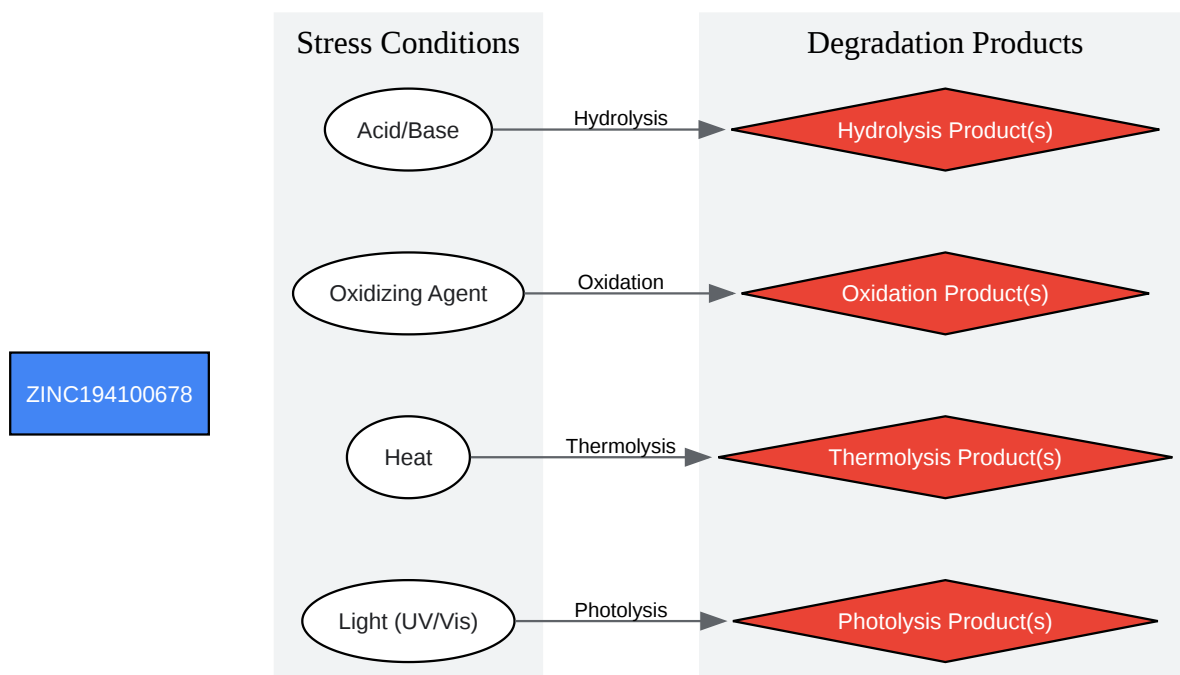 Stress Conditions
Degradation Products
Acid/Base
Hydrolysis
Hydrolysis Product(s)
Oxidizing Agent
Oxidation
Oxidation Product(s)
ZINC194100678
Heat
Thermolysis
Thermolysis Product(s)
Light (UV/Vis)
Photolysis
Photolysis Product(s)